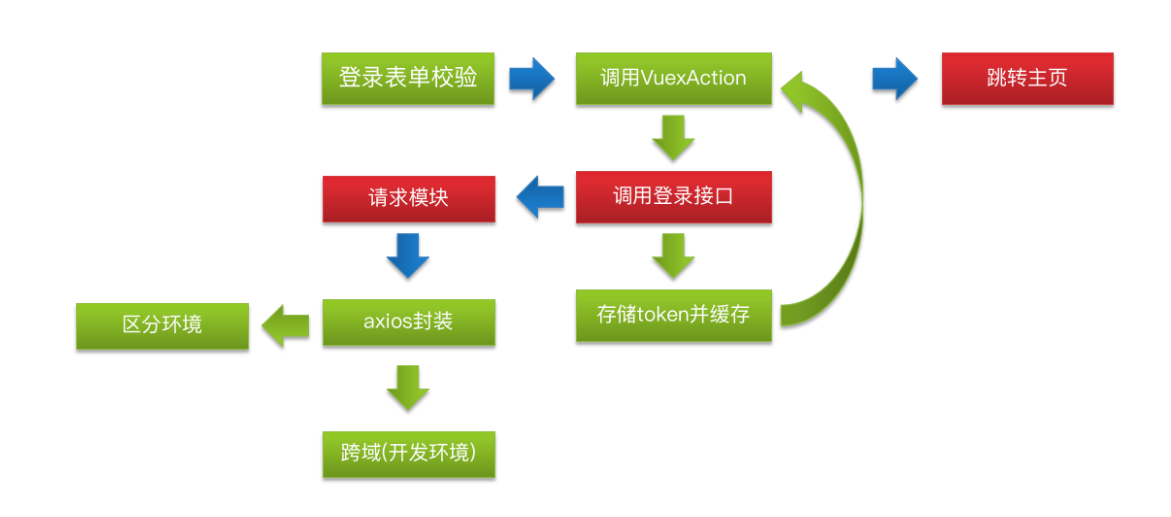 登录表单校验
调用VuexAction
跳转主页
请求模块
调用登录接口
区分环境
axios封装
存储token并缓存
跨域(开发环境)